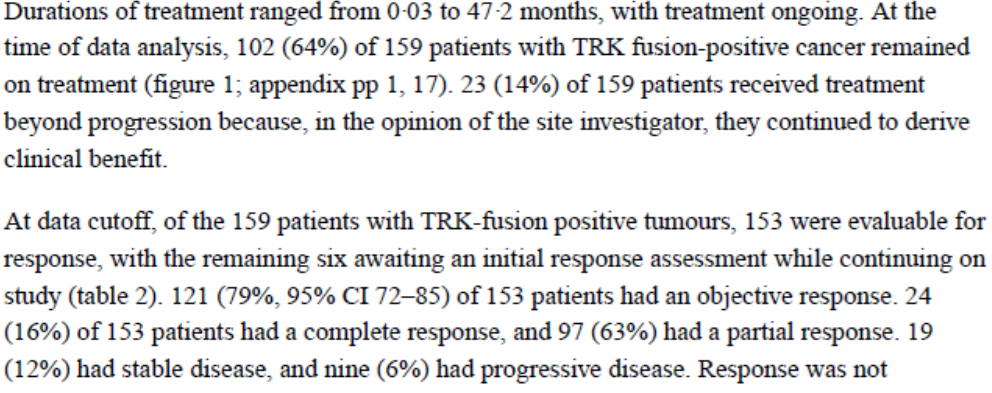 Durations of treatment ranged from 0·03 to 47·2 months, with treatment ongoing. At the
time of data analysis, 102 (64%) of 159 patients with TRK fusion-positive cancer remained
on treatment (figure 1; appendix pp 1, 17). 23 (14%) of 159 patients received treatment
beyond progression because, in the opinion of the site investigator, they continued to derive
clinical benefit.
At data cutoff, of the 159 patients with TRK-fusion positive tumours, 153 were evaluable for
response, with the remaining six awaiting an initial response assessment while continuing on
study (table 2). 121 (79%, 95% CI 72–85) of 153 patients had an objective response. 24
(16%) of 153 patients had a complete response, and 97 (63%) had a partial response. 19
(12%) had stable disease, and nine (6%) had progressive disease. Response was not